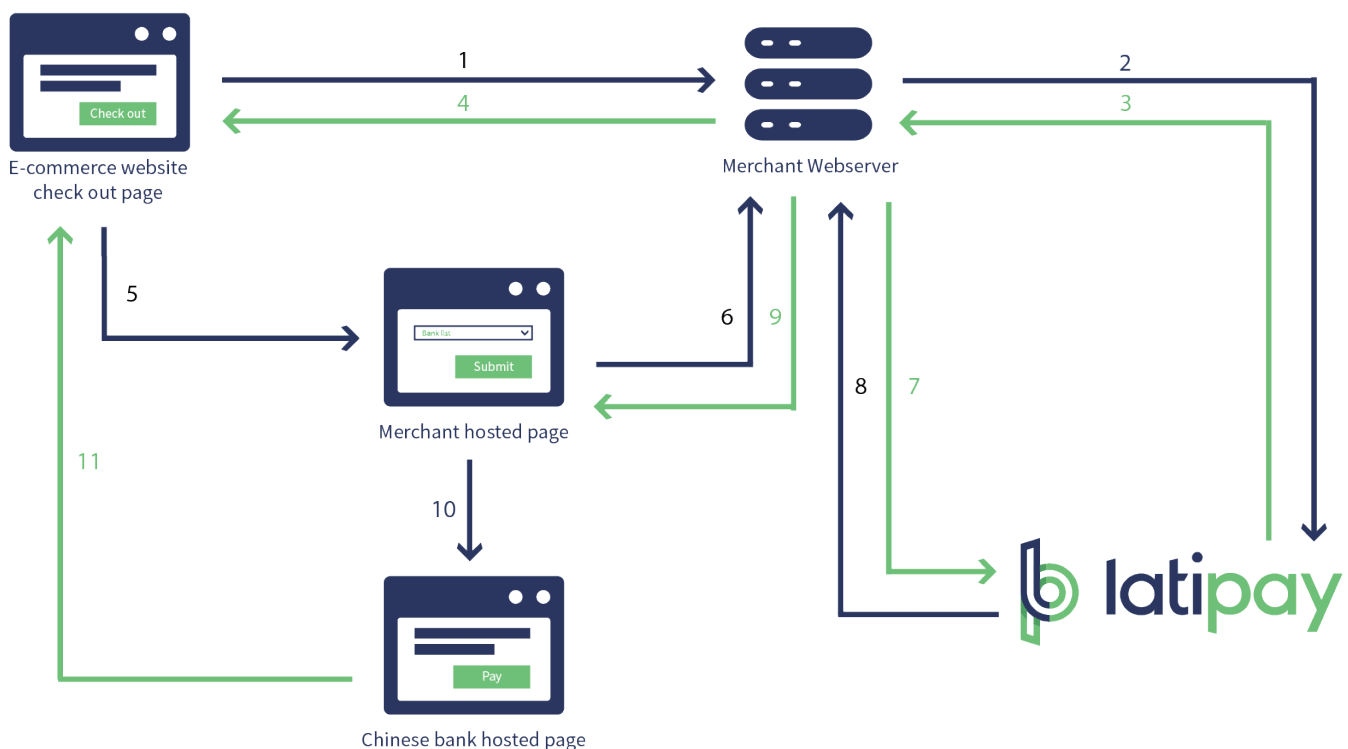 1
2
4
3
Check out
E-commerce website
check out page
Merchant Webserver
5
6
9
Bank list
Submit
8
7
Merchant hosted page
11
10
latipay
Pay
Chinese bank hosted page